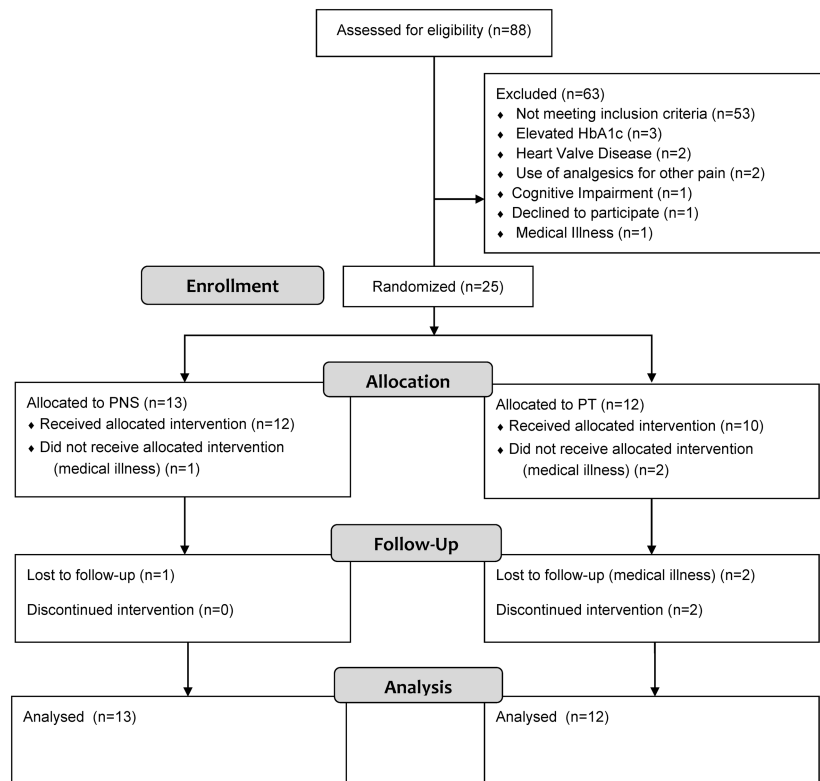 Assessed for eligibility (n=88)
Excluded (n=63)
♦ Not meeting inclusion criteria (n=53)
♦ Elevated HbA1c (n=3)
♦ Heart Valve Disease (n=2)
♦ Use of analgesics for other pain (n=2)
♦ Cognitive Impairment (n=1)
♦ Declined to participate (n=1)
♦ Medical Illness (n=1)
Enrollment
Randomized (n=25)
Allocation
Allocated to PNS (n=13)
♦ Received allocated intervention (n=12)
♦ Did not receive allocated intervention
(medical illness) (n=1)
Allocated to PT (n=12)
♦ Received allocated intervention (n=10)
♦ Did not receive allocated intervention
(medical illness) (n=2)
Follow-Up
Lost to follow-up (n=1)
Discontinued intervention (n=0)
Lost to follow-up (medical illness) (n=2)
Discontinued intervention (n=2)
Analysis
Analysed (n=13)
Analysed (n=12)